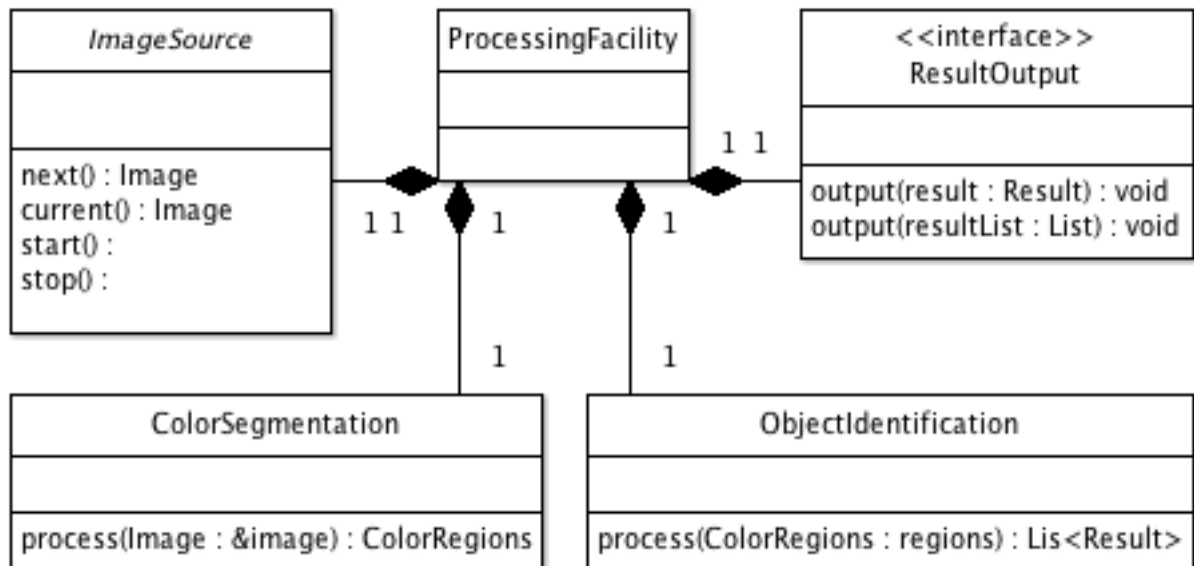 ImageSource
next() : Image
current() : Image
start() :
stop() :
ProcessingFacility
<<interface>>
ResultOutput
output(result : Result) : void
output(resultList : List) : void
1 1
1 1
1
1
1
1
ColorSegmentation
process(Image : &image) : ColorRegions
ObjectIdentification
process(ColorRegions : regions) : Lis<Result>